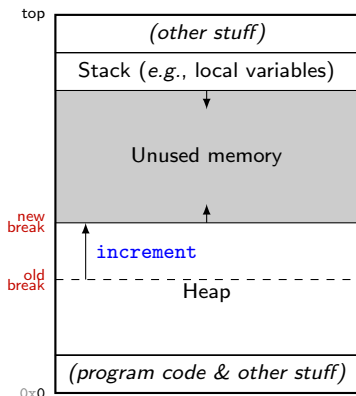 top
(other stuff)
Stack (e.g., local variables)
Unused memory
new
break
increment
old
break
Heap
(program code & other stuff)
0x0